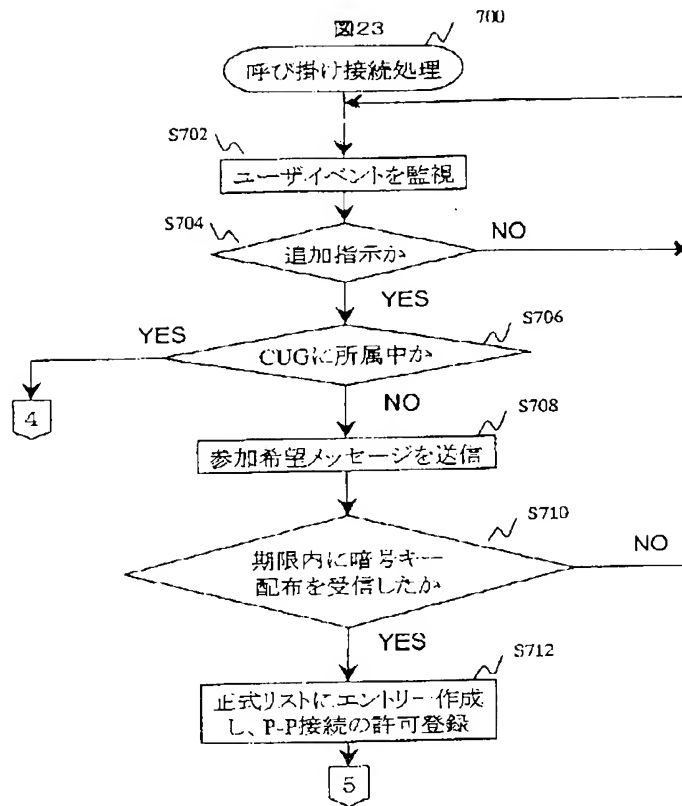 図23
700
呼び掛け接続処理
S702
ユーザイベントを監視
S704
追加指示か
NO
YES
YES
S706
CUGに所属中か
4
NO
S708
参加希望メッセージを送信
S710
期限内に暗号キー
配布を受信したか
NO
YES
S712
正式リストにエントリー作成
し、P-P接続の許可登録
5